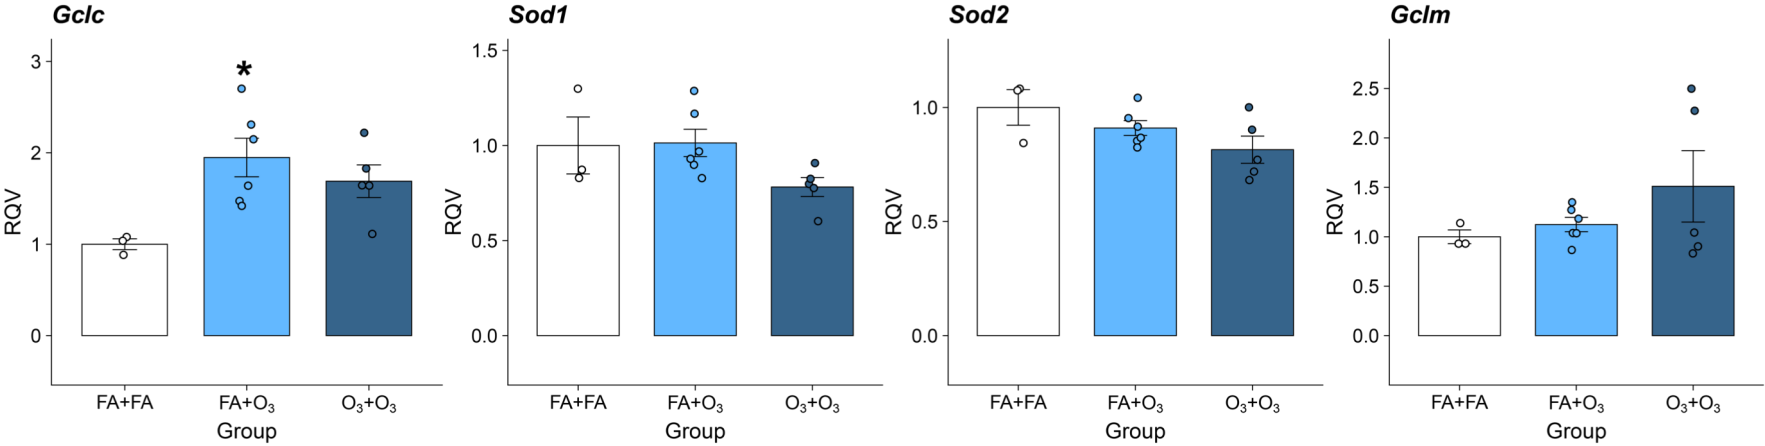 Gclc
*
3
2
1
0
RQV
FA+FA FA+O₃ O₃+O₃
Group
Sod1
1.5
1.0
0.5
0.0
RQV
FA+FA FA+O₃ O₃+O₃
Group
Sod2
1.0
0.5
0.0
RQV
FA+FA FA+O₃ O₃+O₃
Group
Gclm
2.5
2.0
1.5
1.0
0.5
0.0
RQV
FA+FA FA+O₃ O₃+O₃
Group